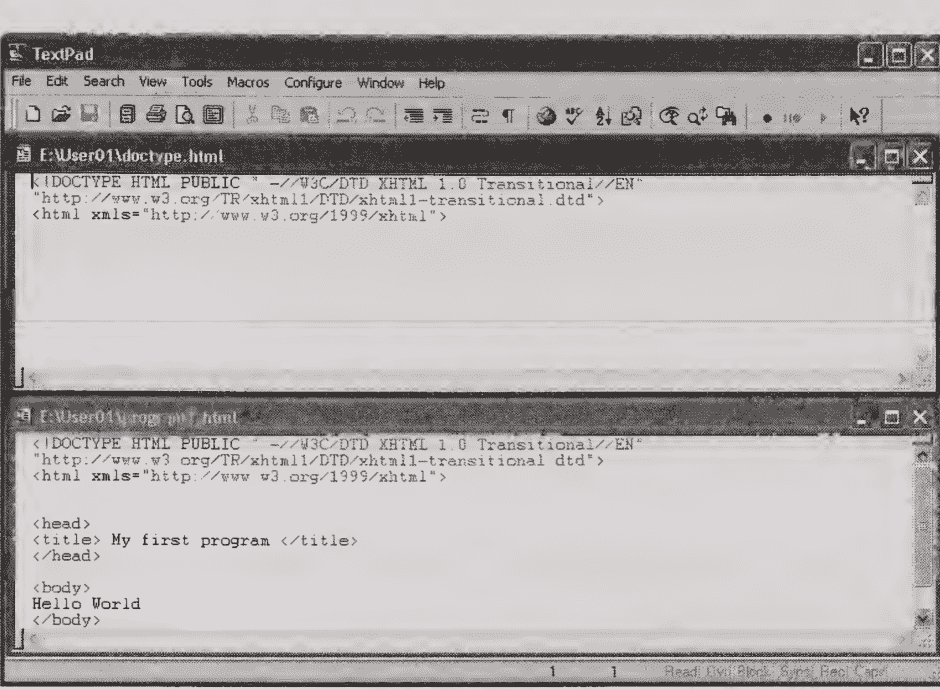 TextPad
File Edit Search View Tools Macros Configure Window Help
E:\User01\doctype.html
<!DOCTYPE HTML PUBLIC " -//W3C/DTD XHTML 1.0 Transitional//EN"
"http://www.w3.org/TR/xhtml1/DTD/xhtml1-transitional.dtd">
<html xmls="http://www.w3.org/1999/xhtml">
<!DOCTYPE HTML PUBLIC " -//W3C/DTD XHTML 1.0 Transitional//EN"
"http://www.w3 org/TR/xhtml1/DTD/xhtml1-transitional dtd">
<html xmls="http://www w3.org/1999/xhtml">
<head>
<title> My first program </title>
</head>
<body>
Hello World
</body>
1 1 Read Ovr Block Sync Rec Caps